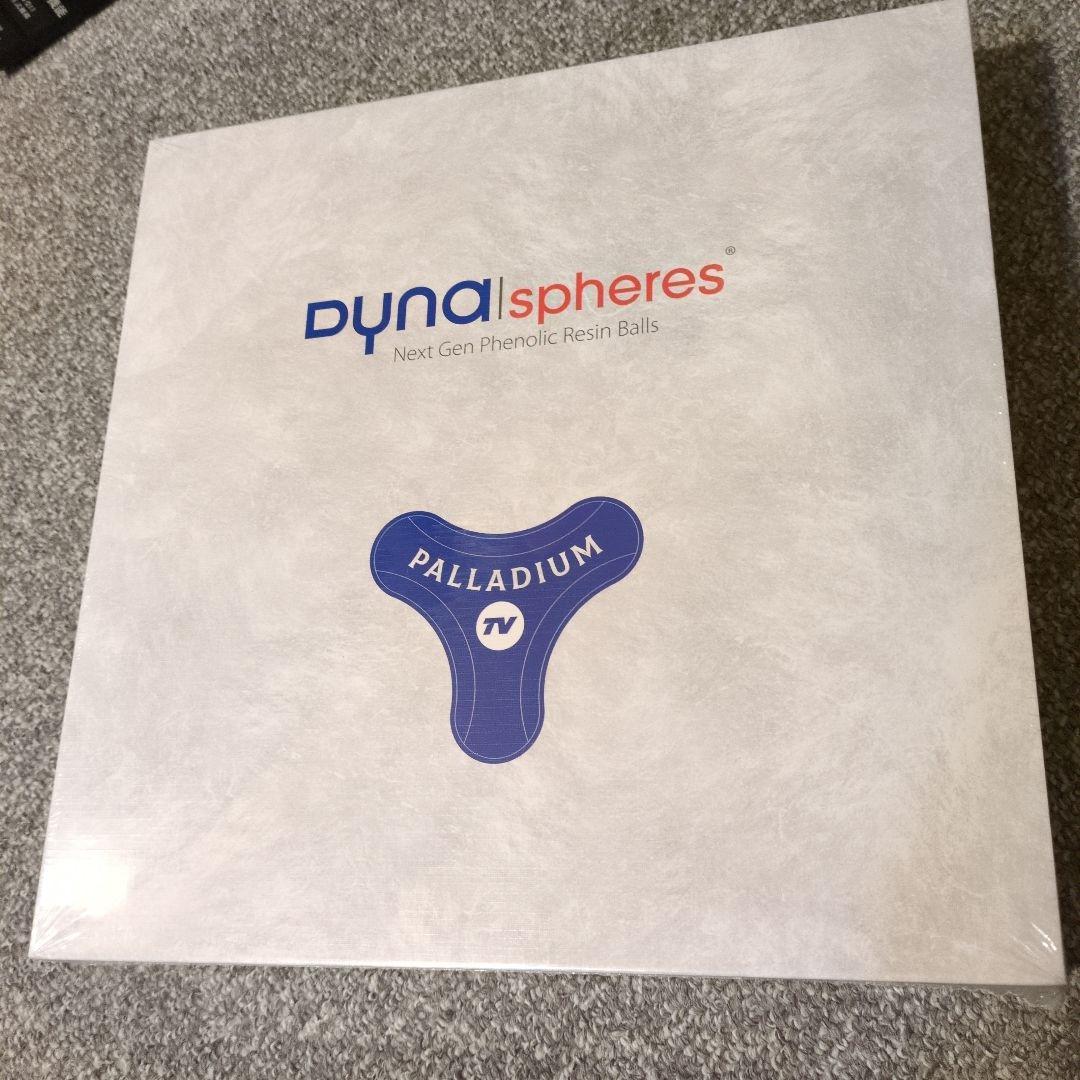 Dyna|spheres®
Next Gen Phenolic Resin Balls
PALLADIUM
TV